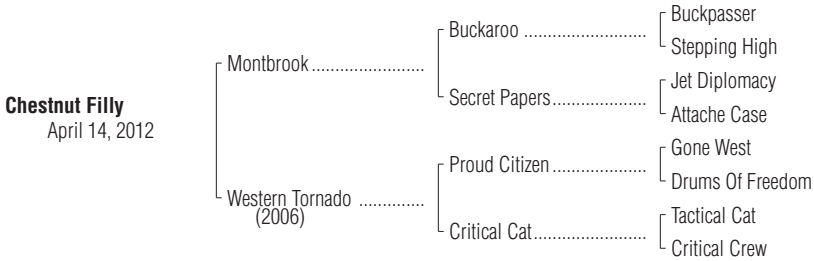 Buckpasser
Buckaroo ..............................
Stepping High
Montbrook.......................
Jet Diplomacy
Secret Papers.......................
Attache Case
Chestnut Filly
April 14, 2012
Gone West
Proud Citizen .......................
Drums Of Freedom
Western Tornado ..............
(2006)
Tactical Cat
Critical Cat...........................
Critical Crew